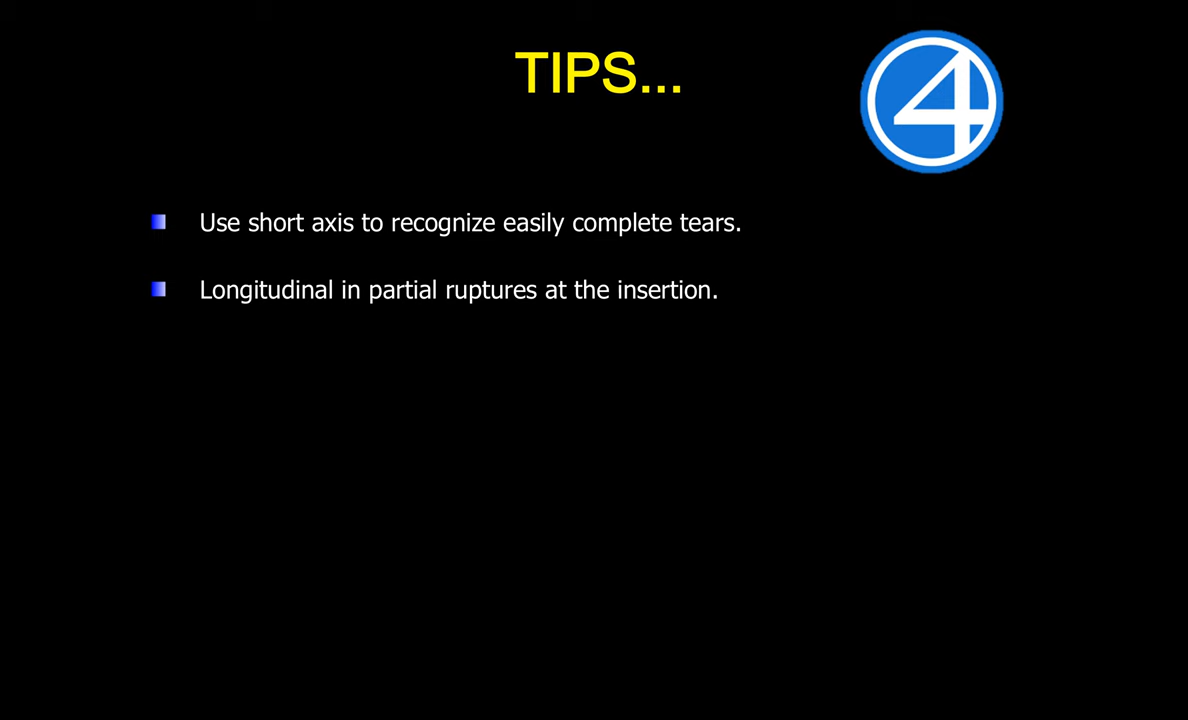 TIPS...
4
Use short axis to recognize easily complete tears.
Longitudinal in partial ruptures at the insertion.